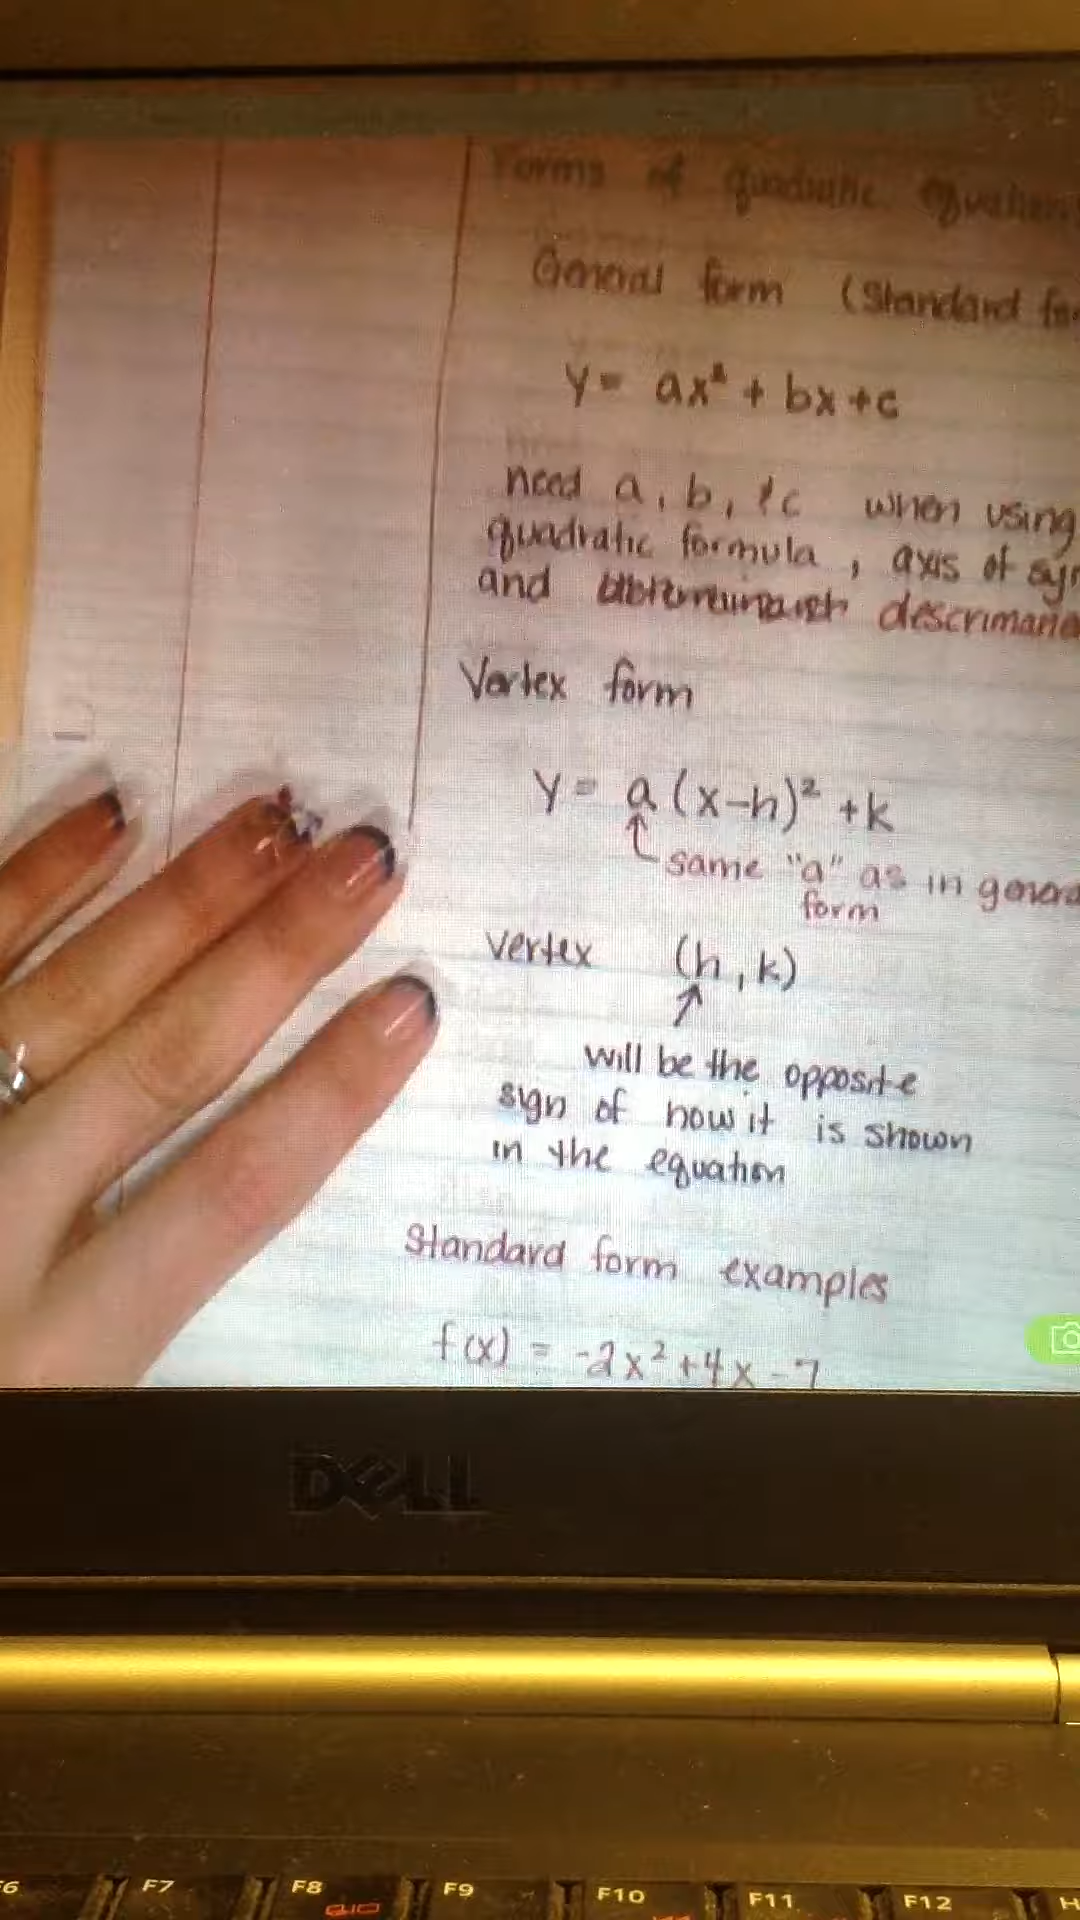 Forms of quadratic equations
General form (Standard for
y = ax² + bx + c
need a, b, & c when using
quadratic formula, axis of sy
and descrimana
Vertex form
y = a (x-h)² + k
same "a" as in genera
form
vertex (h, k)
will be the opposite
sign of how it is shown
in the equation
Standard form examples
f(x) = -2x² + 4x - 7
DELL
F7 F8 F9 F10 F11 F12